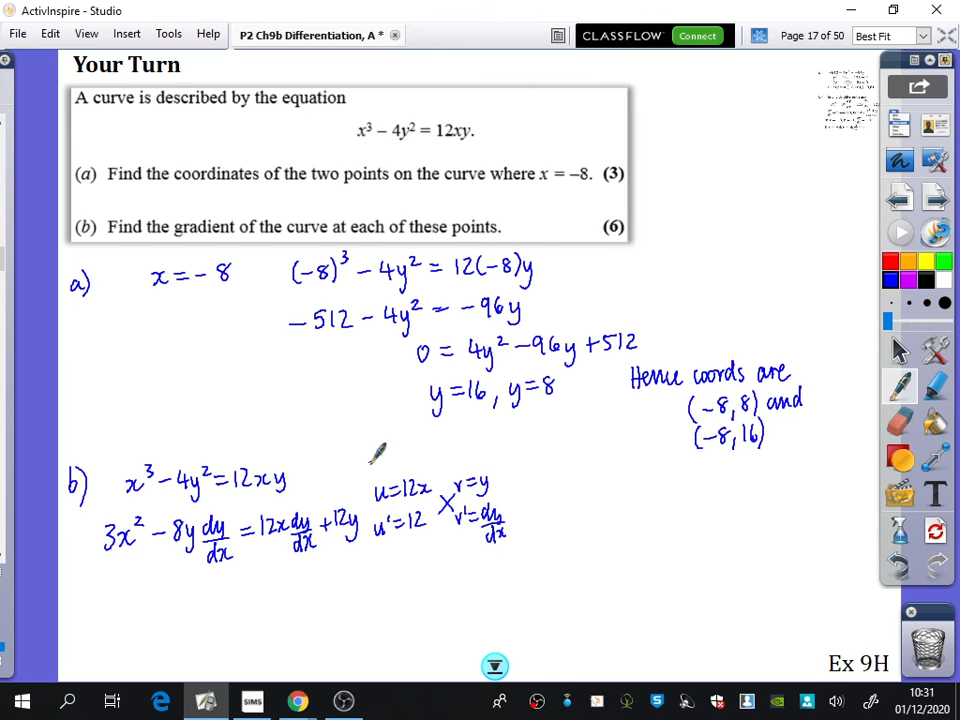 ActivInspire - Studio
File Edit View Insert Tools Help P2 Ch9b Differentiation, A * CLASSFLOW Connect Page 17 of 50 Best Fit
Your Turn
A curve is described by the equation
x³ – 4y² = 12xy.
(a) Find the coordinates of the two points on the curve where x = –8. (3)
(b) Find the gradient of the curve at each of these points. (6)
a) x = -8 (-8)³ - 4y² = 12(-8)y
-512 - 4y² = -96y
0 = 4y² - 96y + 512
y = 16, y = 8
Hence coords are
(-8, 8) and
(-8, 16)
b) x³ - 4y² = 12xy
u = 12x v = y
3x² - 8y dy/dx = 12x dy/dx + 12y
u' = 12 v' = dy/dx
Ex 9H
SIMS
10:31
01/12/2020